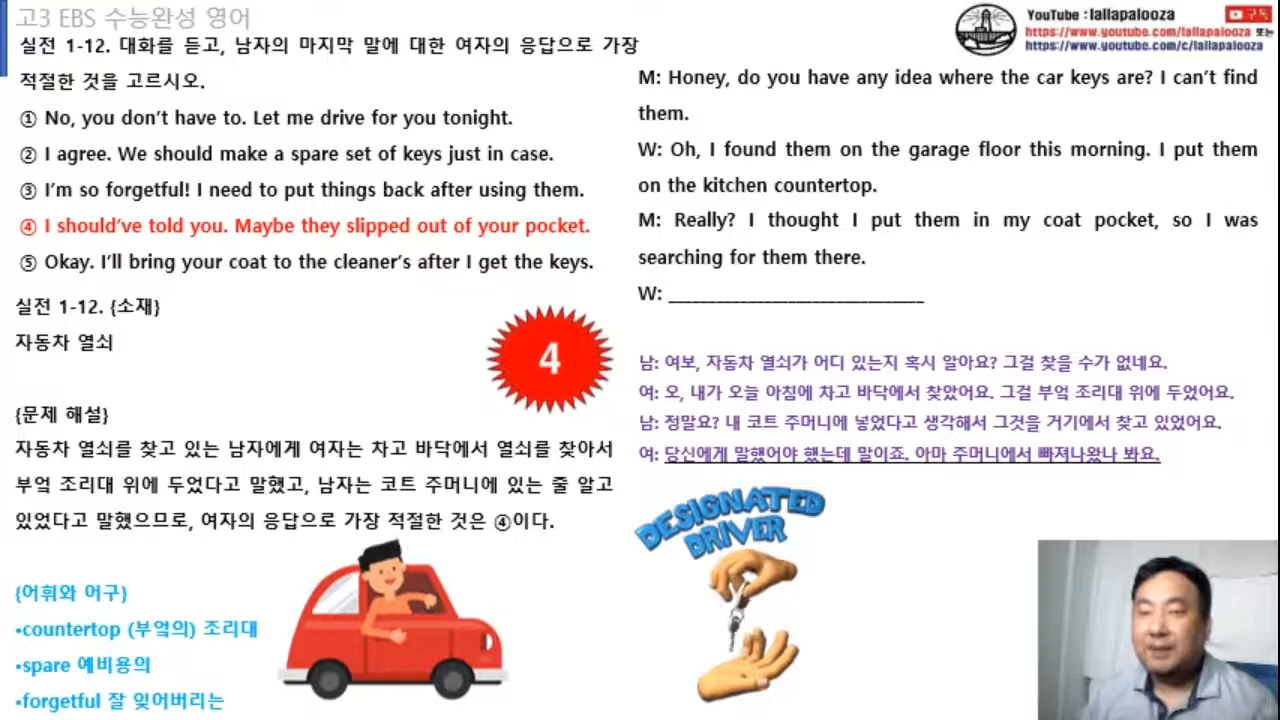 고3 EBS 수능완성 영어
실전 1-12. 대화를 듣고, 남자의 마지막 말에 대한 여자의 응답으로 가장
적절한 것을 고르시오.
① No, you don't have to. Let me drive for you tonight.
② I agree. We should make a spare set of keys just in case.
③ I'm so forgetful! I need to put things back after using them.
④ I should've told you. Maybe they slipped out of your pocket.
⑤ Okay. I'll bring your coat to the cleaner's after I get the keys.
실전 1-12. {소재}
자동차 열쇠
4
{문제 해설}
자동차 열쇠를 찾고 있는 남자에게 여자는 차고 바닥에서 열쇠를 찾아서
부엌 조리대 위에 두었다고 말했고, 남자는 코트 주머니에 있는 줄 알고
있었다고 말했으므로, 여자의 응답으로 가장 적절한 것은 ④이다.
{어휘와 어구}
•countertop (부엌의) 조리대
•spare 예비용의
•forgetful 잘 잊어버리는
YouTube : lallapalooza
구독
https://www.youtube.com/lallapalooza 또는
https://www.youtube.com/c/lallapalooza
M: Honey, do you have any idea where the car keys are? I can't find
them.
W: Oh, I found them on the garage floor this morning. I put them
on the kitchen countertop.
M: Really? I thought I put them in my coat pocket, so I was
searching for them there.
W: ________________________________
남: 여보, 자동차 열쇠가 어디 있는지 혹시 알아요? 그걸 찾을 수가 없네요.
여: 오, 내가 오늘 아침에 차고 바닥에서 찾았어요. 그걸 부엌 조리대 위에 두었어요.
남: 정말요? 내 코트 주머니에 넣었다고 생각해서 그것을 거기에서 찾고 있었어요.
여: 당신에게 말했어야 했는데 말이죠. 아마 주머니에서 빠져나왔나 봐요.
DESIGNATED
DRIVER